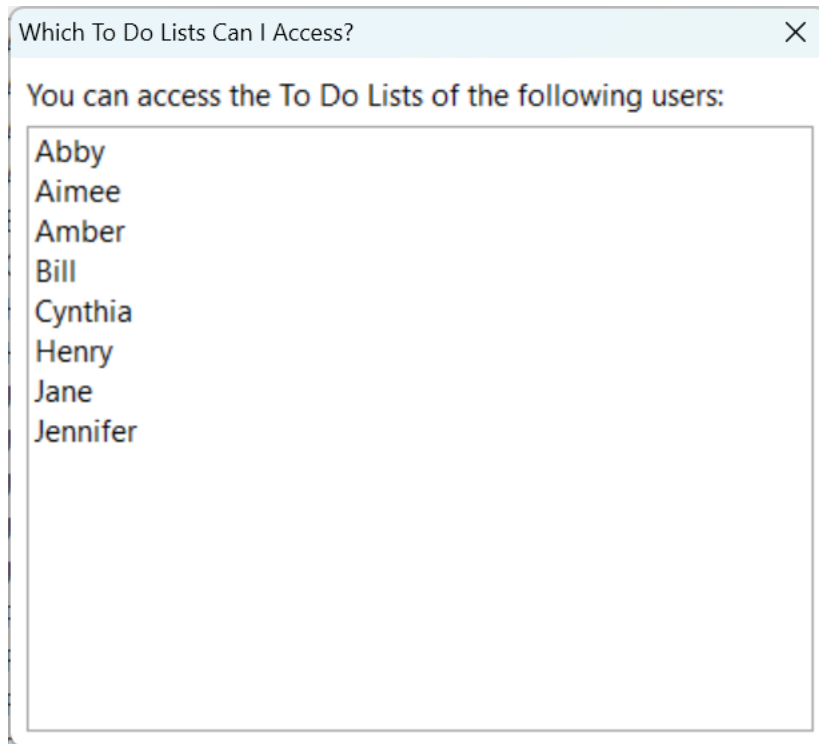 Which To Do Lists Can I Access?
You can access the To Do Lists of the following users:
Abby
Aimee
Amber
Bill
Cynthia
Henry
Jane
Jennifer